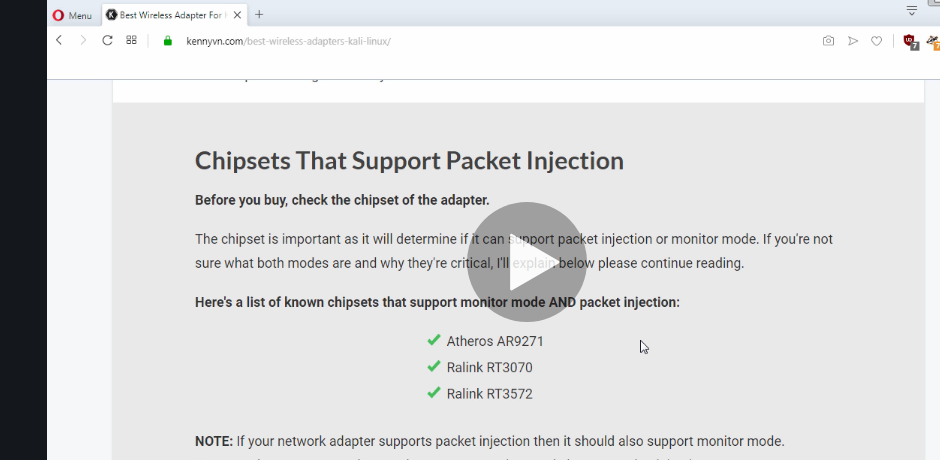 Menu
Best Wireless Adapter For
kennyvn.com/best-wireless-adapters-kali-linux/
7
7
Chipsets That Support Packet Injection
Before you buy, check the chipset of the adapter.
The chipset is important as it will determine if it can support packet injection or monitor mode. If you're not
sure what both modes are and why they're critical, I'll explain below please continue reading.
Here's a list of known chipsets that support monitor mode AND packet injection:
Atheros AR9271
Ralink RT3070
Ralink RT3572
NOTE: If your network adapter supports packet injection then it should also support monitor mode.